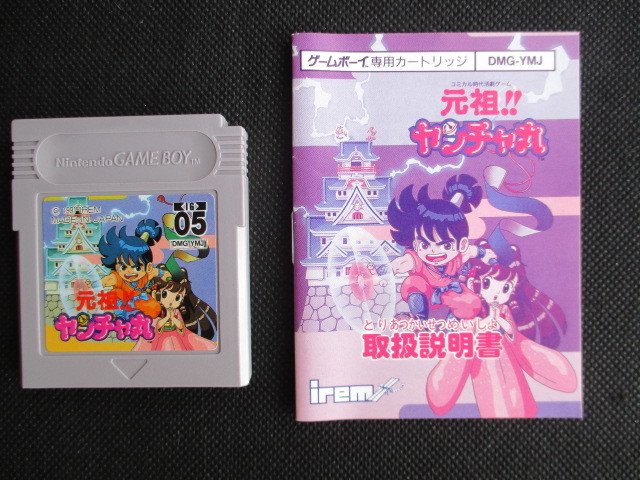 Nintendo GAME BOY TM
IREM
MADE IN JAPAN
IG
05
DMG-YMJ
元祖!!
ヤンチャ丸
ゲームボーイ専用カートリッジ
DMG-YMJ
コミカル時代活劇ゲーム
元祖!!
ヤンチャ丸
とりあつかいせつめいしょ
取扱説明書
irem